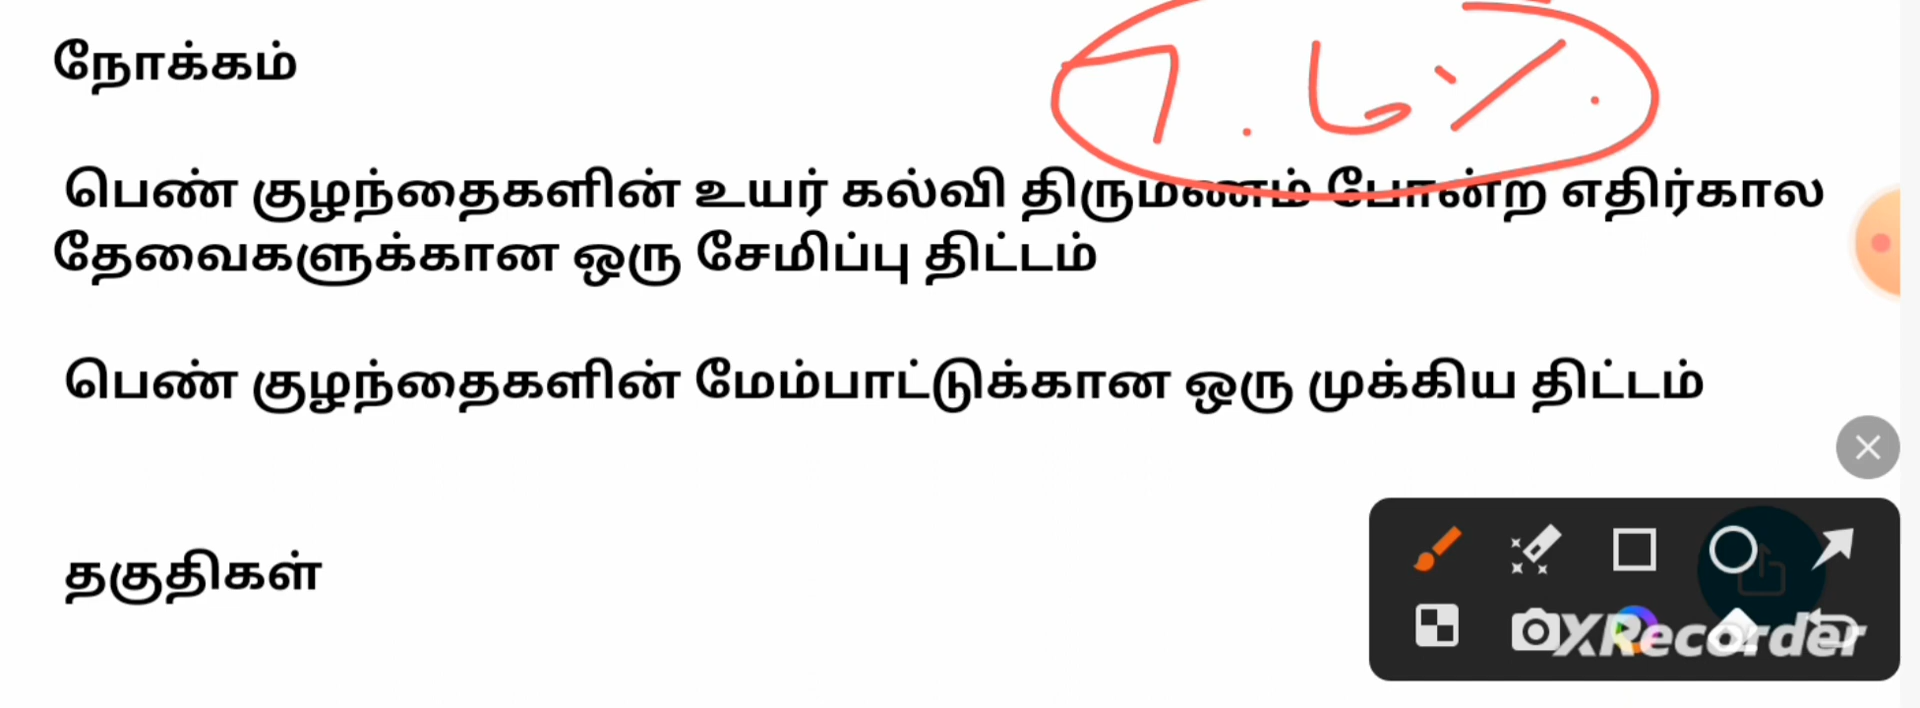 நோக்கம்
7.6%.
பெண் குழந்தைகளின் உயர் கல்வி திருமணம் போன்ற எதிர்கால
தேவைகளுக்கான ஒரு சேமிப்பு திட்டம்
பெண் குழந்தைகளின் மேம்பாட்டுக்கான ஒரு முக்கிய திட்டம்
தகுதிகள்
XRecorder